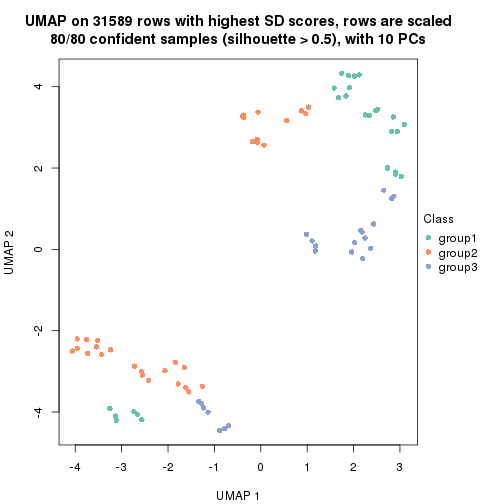 UMAP on 31589 rows with highest SD scores, rows are scaled
80/80 confident samples (silhouette > 0.5), with 10 PCs
4
2
0
-2
-4
UMAP 2
-4 -3 -2 -1 0 1 2 3
UMAP 1
Class
group1
group2
group3